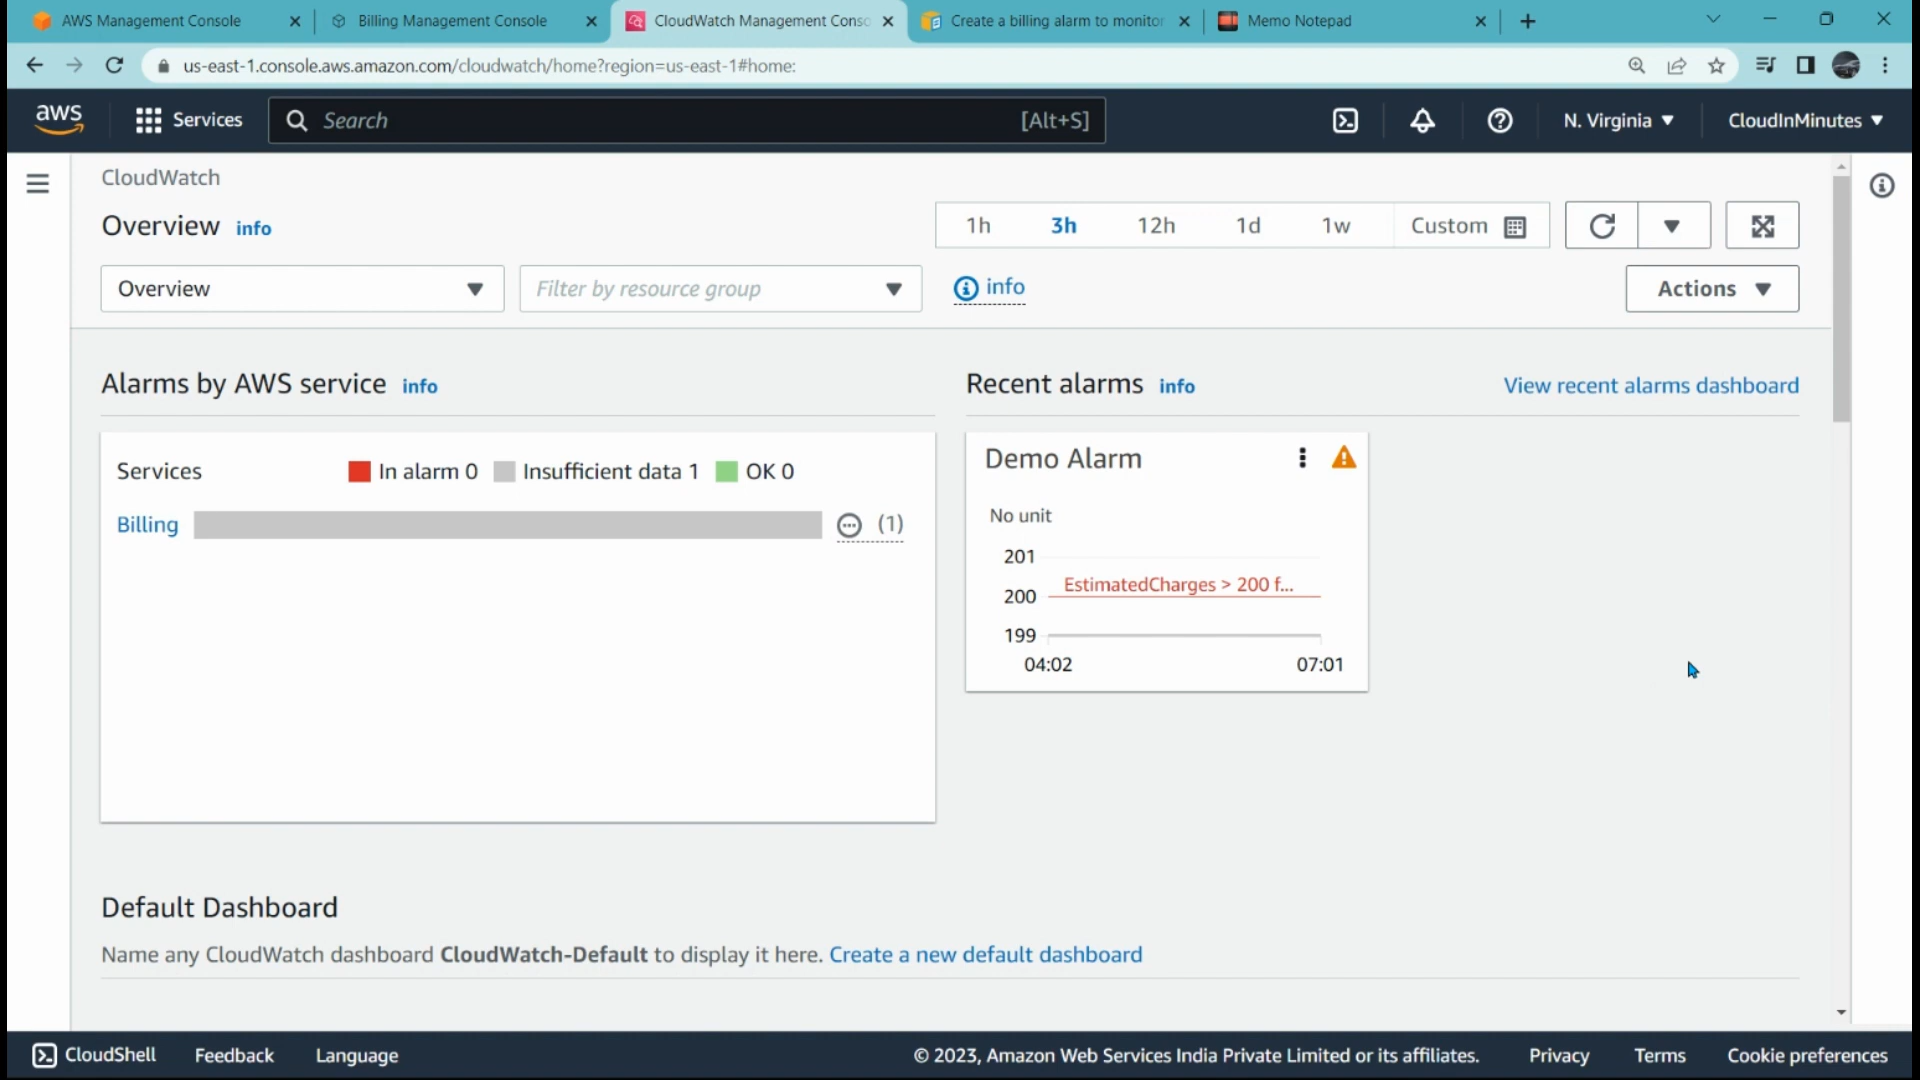 AWS Management Console
Billing Management Console
CloudWatch Management Conso
Create a billing alarm to monitor
Memo Notepad
us-east-1.console.aws.amazon.com/cloudwatch/home?region=us-east-1#home:
aws
Services
Search
[Alt+S]
N. Virginia
CloudInMinutes
CloudWatch
Overview info
1h 3h 12h 1d 1w Custom
Overview
Filter by resource group
info
Actions
Alarms by AWS service info
Services
In alarm 0
Insufficient data 1
OK 0
Billing
(1)
Recent alarms info
View recent alarms dashboard
Demo Alarm
No unit
201
EstimatedCharges > 200 f...
200
199
04:02
07:01
Default Dashboard
Name any CloudWatch dashboard CloudWatch-Default to display it here. Create a new default dashboard
CloudShell
Feedback
Language
© 2023, Amazon Web Services India Private Limited or its affiliates.
Privacy
Terms
Cookie preferences